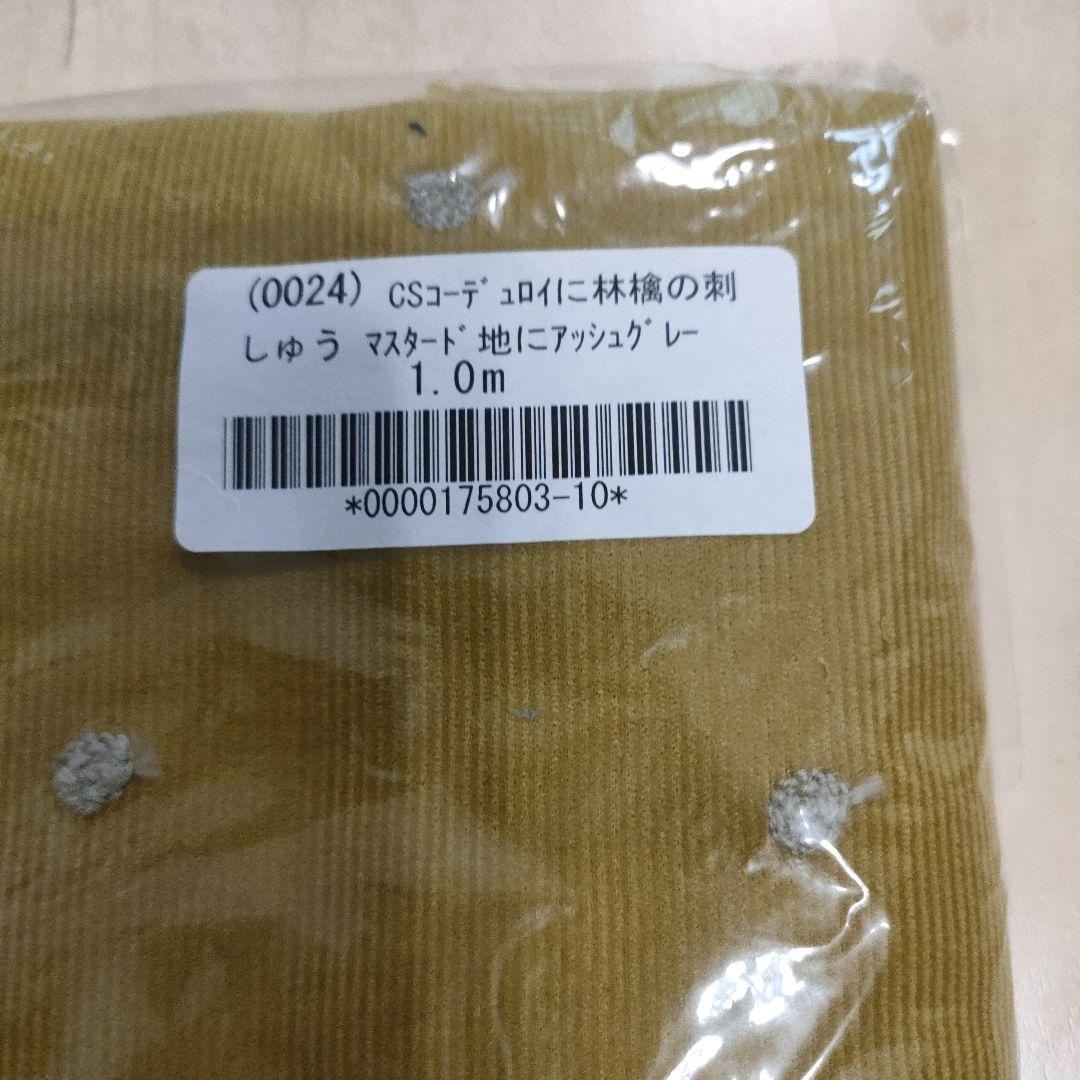 (0024) CSｺｰﾃﾞｭﾛｲに林檎の刺
しゅう ﾏｽﾀｰﾄﾞ地にｱｯｼｭｸﾞﾚｰ
1.0m
*0000175803-10*